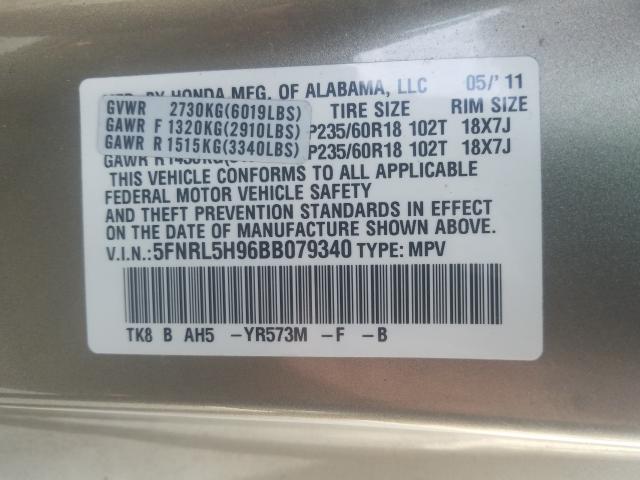 BY HONDA MFG. OF ALABAMA, LLC 05/'11
GVWR 2730KG(6019LBS) TIRE SIZE RIM SIZE
GAWR F 1320KG(2910LBS) P235/60R18 102T 18X7J
GAWR R 1515KG(3340LBS) P235/60R18 102T 18X7J
GAWR R
THIS VEHICLE CONFORMS TO ALL APPLICABLE
FEDERAL MOTOR VEHICLE SAFETY
AND THEFT PREVENTION STANDARDS IN EFFECT
ON THE DATE OF MANUFACTURE SHOWN ABOVE.
V.I.N.:5FNRL5H96BB079340 TYPE: MPV
TK8 B AH5 -YR573M -F -B